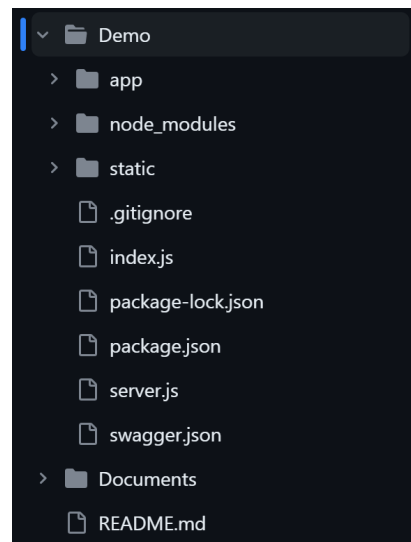 Demo
app
node_modules
static
.gitignore
index.js
package-lock.json
package.json
server.js
swagger.json
Documents
README.md